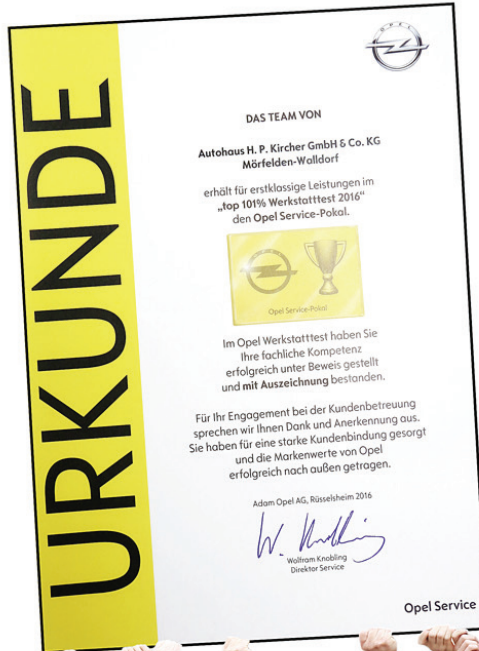 URKUNDE
OPEL
DAS TEAM VON
Autohaus H. P. Kircher GmbH & Co. KG
Mörfelden-Walldorf
erhält für erstklassige Leistungen im
„top 101% Werkstatttest 2016“
den Opel Service-Pokal.
Opel Service-Pokal
Im Opel Werkstatttest haben Sie
Ihre fachliche Kompetenz
erfolgreich unter Beweis gestellt
und mit Auszeichnung bestanden.
Für Ihr Engagement bei der Kundenbetreuung
sprechen wir Ihnen Dank und Anerkennung aus.
Sie haben für eine starke Kundenbindung gesorgt
und die Markenwerte von Opel
erfolgreich nach außen getragen.
Adam Opel AG, Rüsselsheim 2016
W. Knobling
Wolfram Knobling
Direktor Service
Opel Service